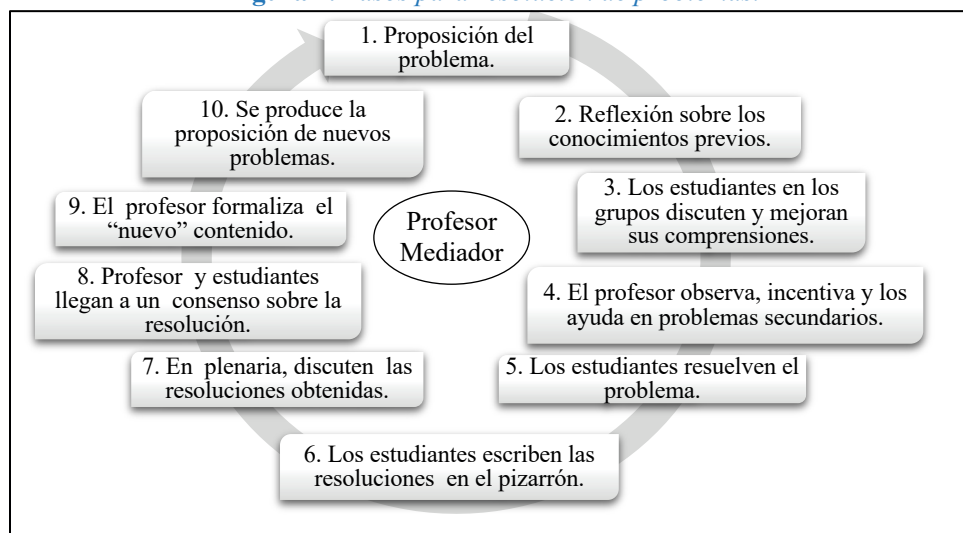 1. Proposición del
problema.
2. Reflexión sobre los
conocimientos previos.
3. Los estudiantes en los
grupos discuten y mejoran
sus comprensiones.
4. El profesor observa, incentiva y los
ayuda en problemas secundarios.
5. Los estudiantes resuelven el
problema.
6. Los estudiantes escriben las
resoluciones en el pizarrón.
7. En plenaria, discuten las
resoluciones obtenidas.
8. Profesor y estudiantes
llegan a un consenso sobre la
resolución.
9. El profesor formaliza el
“nuevo” contenido.
10. Se produce la
proposición de nuevos
problemas.
Profesor
Mediador